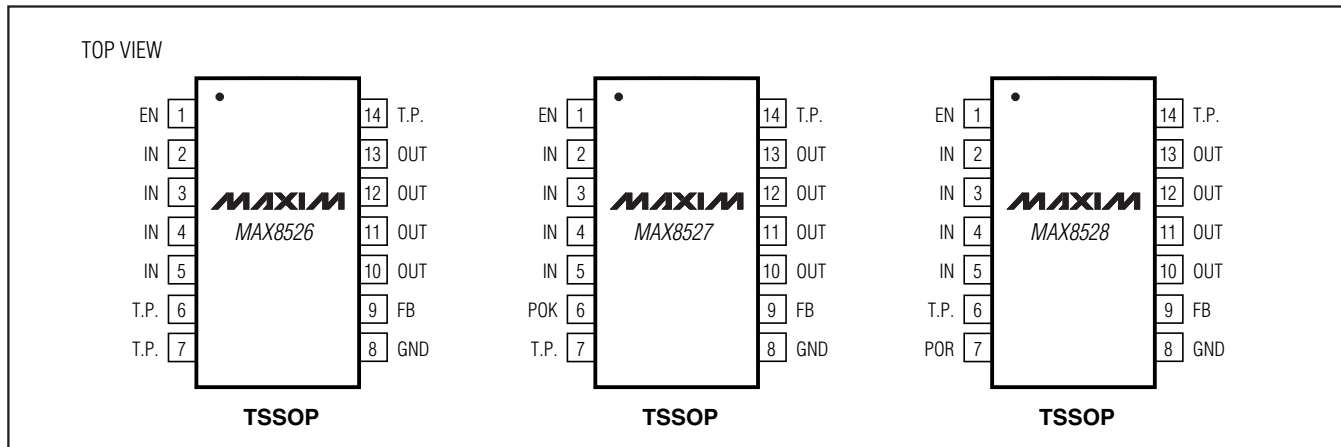 TOP VIEW
EN 1 14 T.P.
IN 2 13 OUT
IN 3 12 OUT
IN 4 11 OUT
IN 5 10 OUT
T.P. 6 9 FB
T.P. 7 8 GND
MAXIM
MAX8526
TSSOP
EN 1 14 T.P.
IN 2 13 OUT
IN 3 12 OUT
IN 4 11 OUT
IN 5 10 OUT
POK 6 9 FB
T.P. 7 8 GND
MAXIM
MAX8527
TSSOP
EN 1 14 T.P.
IN 2 13 OUT
IN 3 12 OUT
IN 4 11 OUT
IN 5 10 OUT
T.P. 6 9 FB
POR 7 8 GND
MAXIM
MAX8528
TSSOP